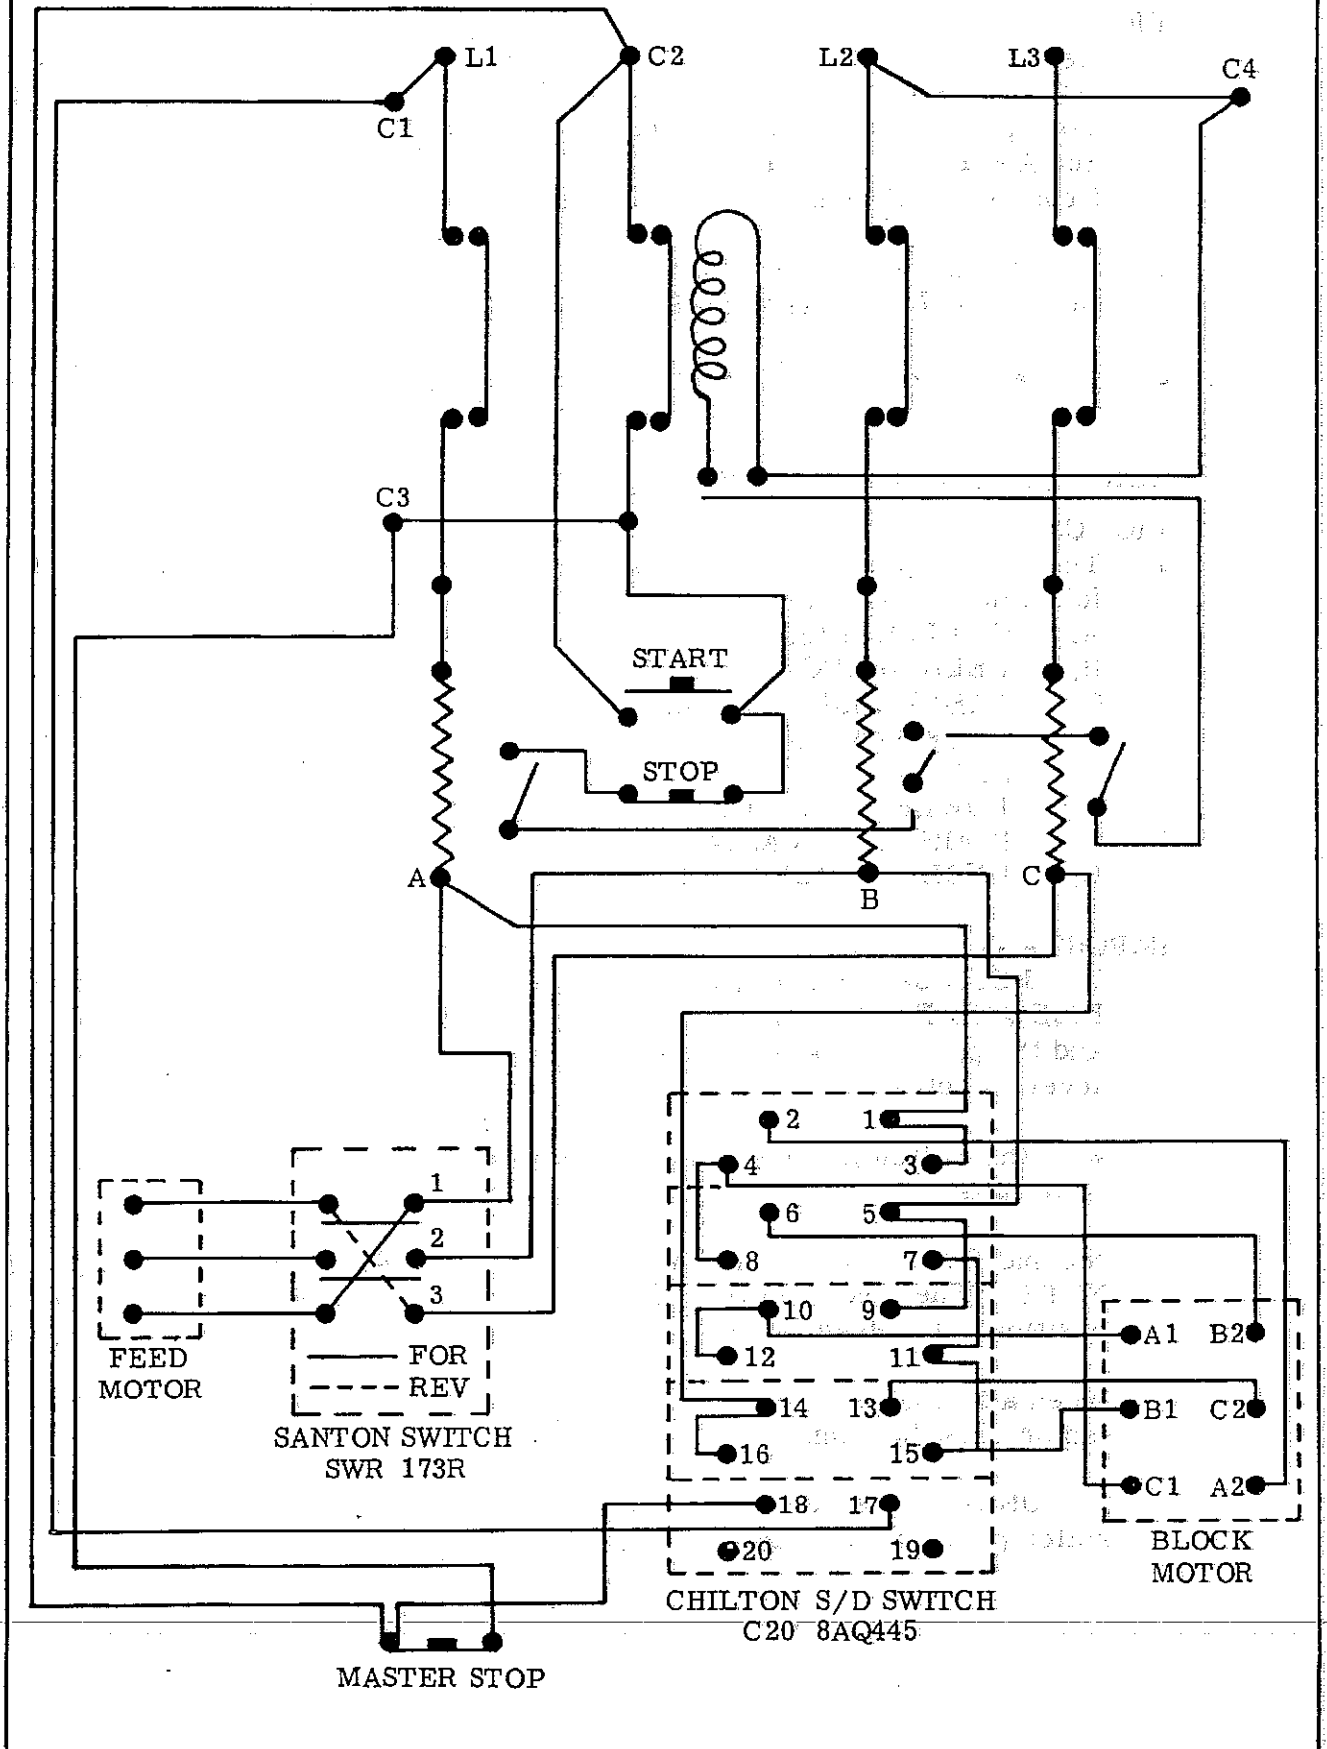 L1
C2
L2
L3
C4
C1
C3
START
STOP
A
B
C
2
1
4
3
6
5
8
7
10
9
12
11
14
13
16
15
18
17
20
19
1
2
3
FOR
REV
FEED
MOTOR
SANTON SWITCH
SWR 173R
A1
B2
B1
C2
C1
A2
BLOCK
MOTOR
CHILTON S/D SWITCH
C20 8AQ445
MASTER STOP